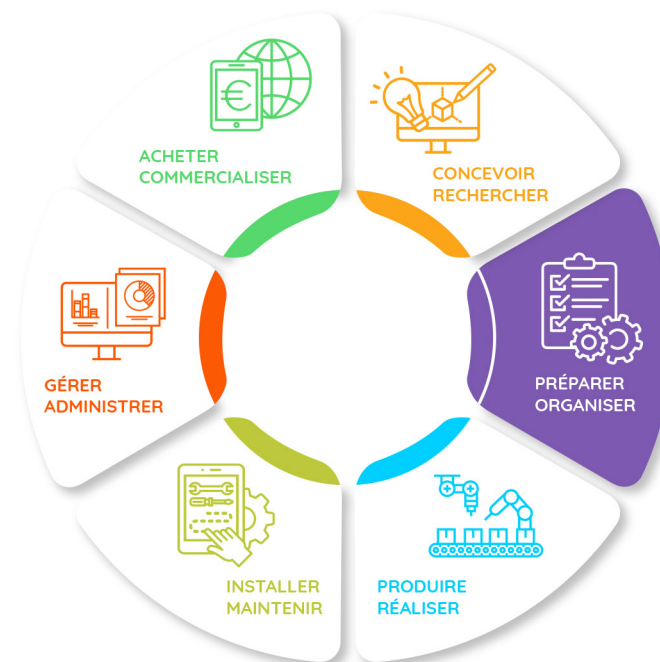 ACHETER
COMMERCIALISER
CONCEVOIR
RECHERCHER
PRÉPARER
ORGANISER
PRODUIRE
RÉALISER
INSTALLER
MAINTENIR
GÉRER
ADMINISTRER